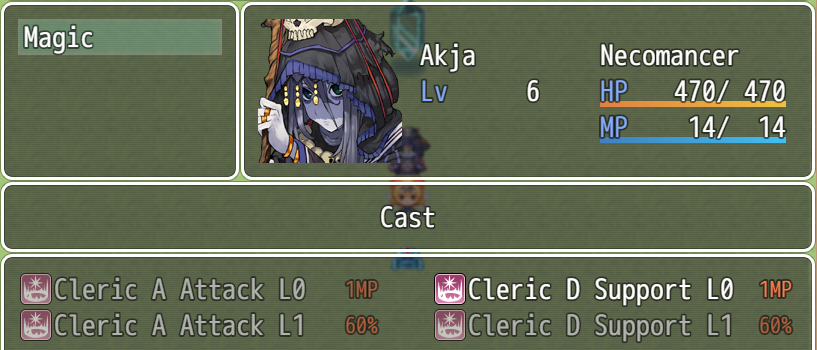 Magic
Akja Necomancer
Lv 6 HP 470/ 470
MP 14/ 14
Cast
Cleric A Attack L0 1MP Cleric D Support L0 1MP
Cleric A Attack L1 60% Cleric D Support L1 60%